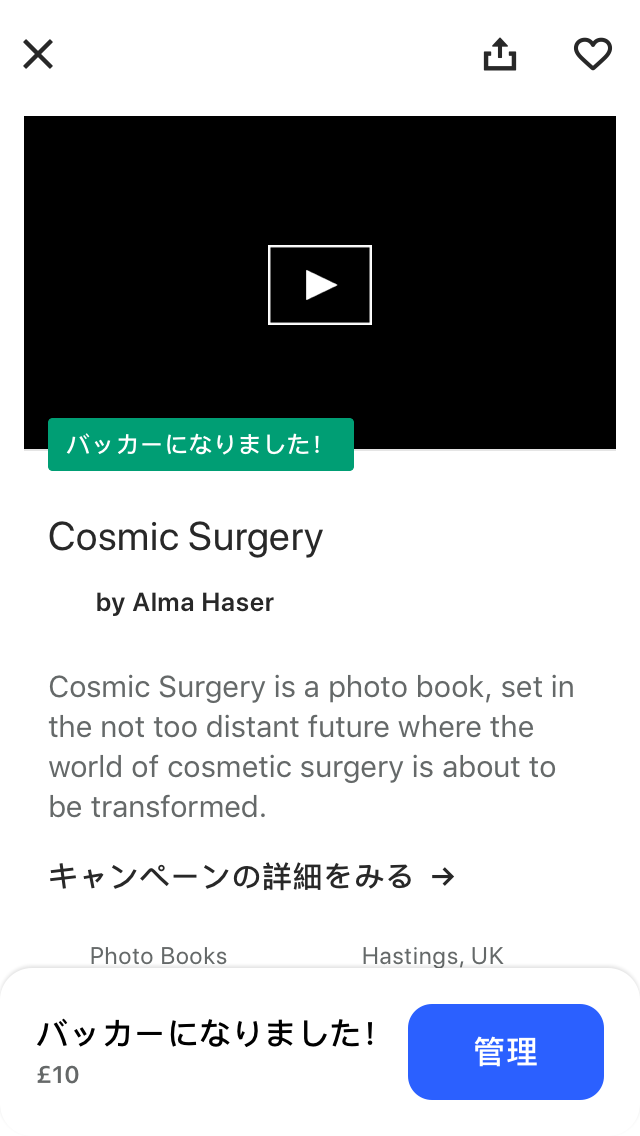 バッカーになりました！
Cosmic Surgery
by Alma Haser
Cosmic Surgery is a photo book, set in
the not too distant future where the
world of cosmetic surgery is about to
be transformed.
キャンペーンの詳細をみる →
Photo Books
Hastings, UK
バッカーになりました！
£10
管理